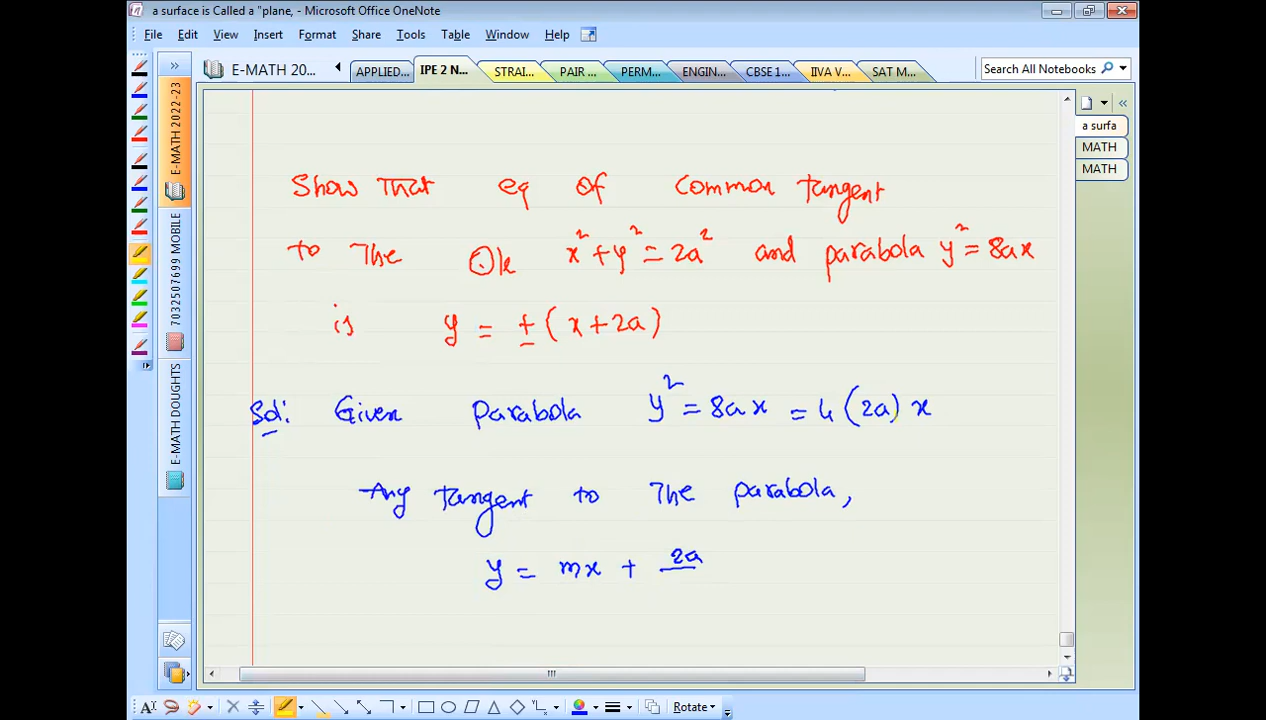 a surface is Called a "plane, - Microsoft Office OneNote
File Edit View Insert Format Share Tools Table Window Help
E-MATH 20... APPLIED... IPE 2 N... STRAI... PAIR ... PERM... ENGIN... CBSE 1... IIVA V... SAT M... Search All Notebooks
a surfa
MATH
MATH
E-MATH 2022-23
7032507699 MOBILE
E-MATH DOUGHTS
Show That eq of common tangent
to The Ole x² + y² = 2a² and parabola y² = 8ax
is y = ± (x + 2a)
Sol: Given parabola y² = 8ax = 4 (2a) x
Any tangent to The parabola,
y = mx + 2a
Rotate